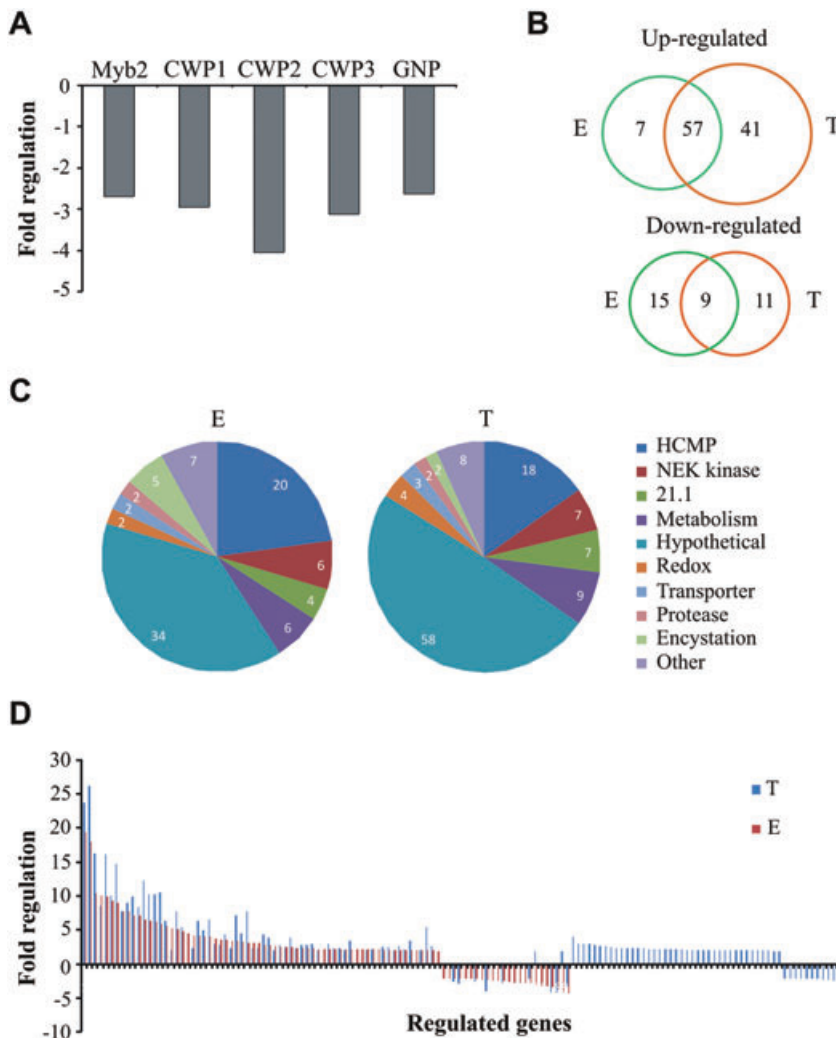 A
Myb2 CWP1 CWP2 CWP3 GNP
0
-1
-2
-3
-4
-5
Fold regulation
B
Up-regulated
E 7 57 41 T
Down-regulated
E 15 9 11 T
C
E
20
6
4
6
34
2
2
2
5
7
T
18
7
7
9
58
4
3
2
2
8
HCMP
NEK kinase
21.1
Metabolism
Hypothetical
Redox
Transporter
Protease
Encystation
Other
D
30
25
20
15
10
5
0
-5
-10
Fold regulation
T
E
Regulated genes